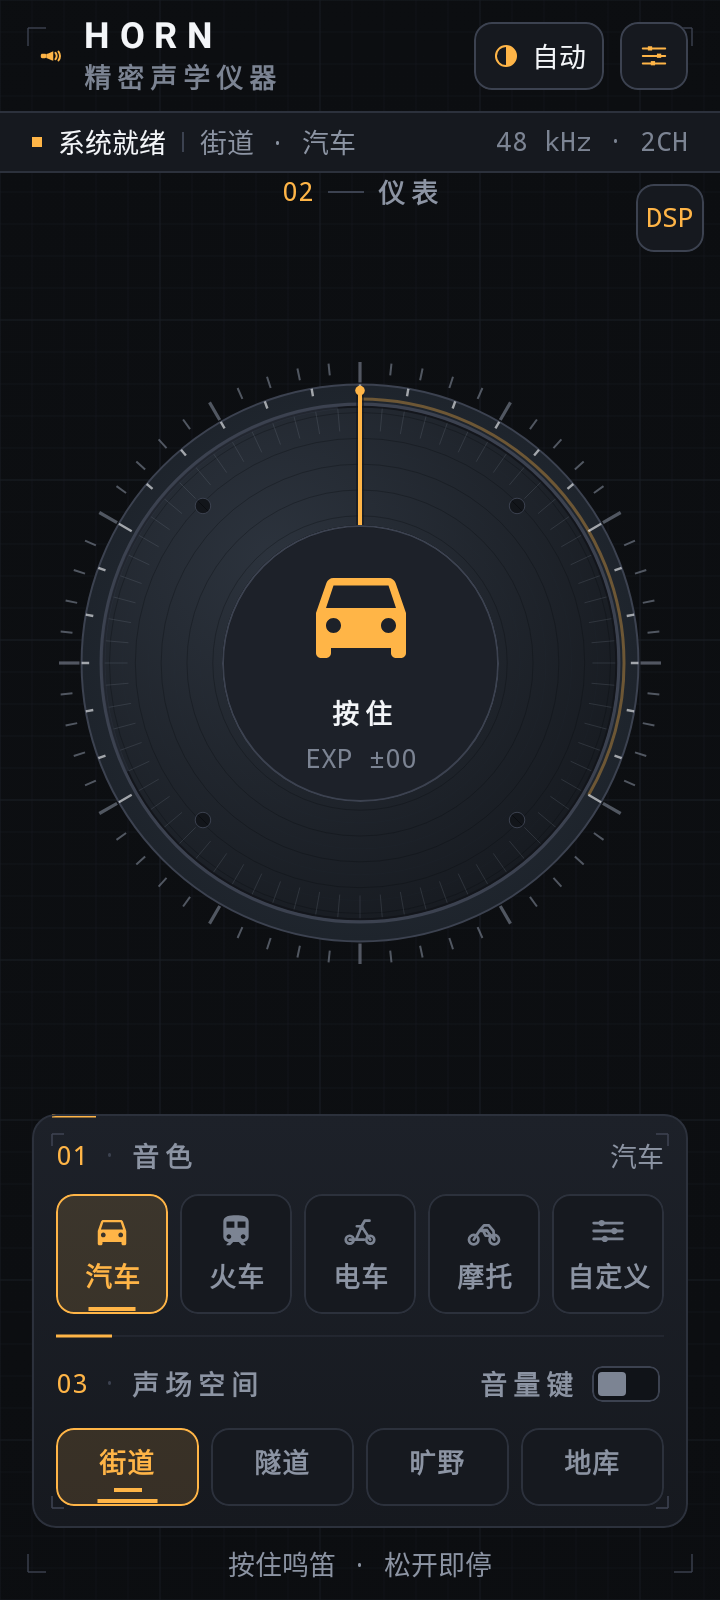 HORN
精密声学仪器
自动
系统就绪 街道 · 汽车 48 kHz · 2CH
02 — 仪表
DSP
按住
EXP ±00
01 · 音色 汽车
汽车 火车 电车 摩托 自定义
03 · 声场空间 音量键
街道 隧道 旷野 地库
按住鸣笛 · 松开即停